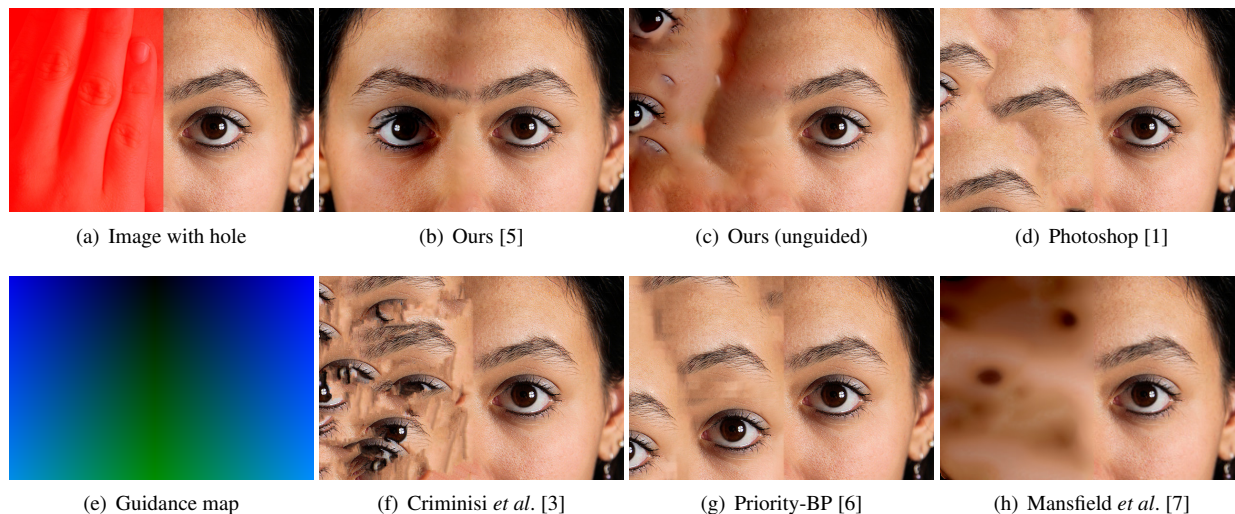 (a) Image with hole
(b) Ours [5]
(c) Ours (unguided)
(d) Photoshop [1]
(e) Guidance map
(f) Criminisi et al. [3]
(g) Priority-BP [6]
(h) Mansfield et al. [7]